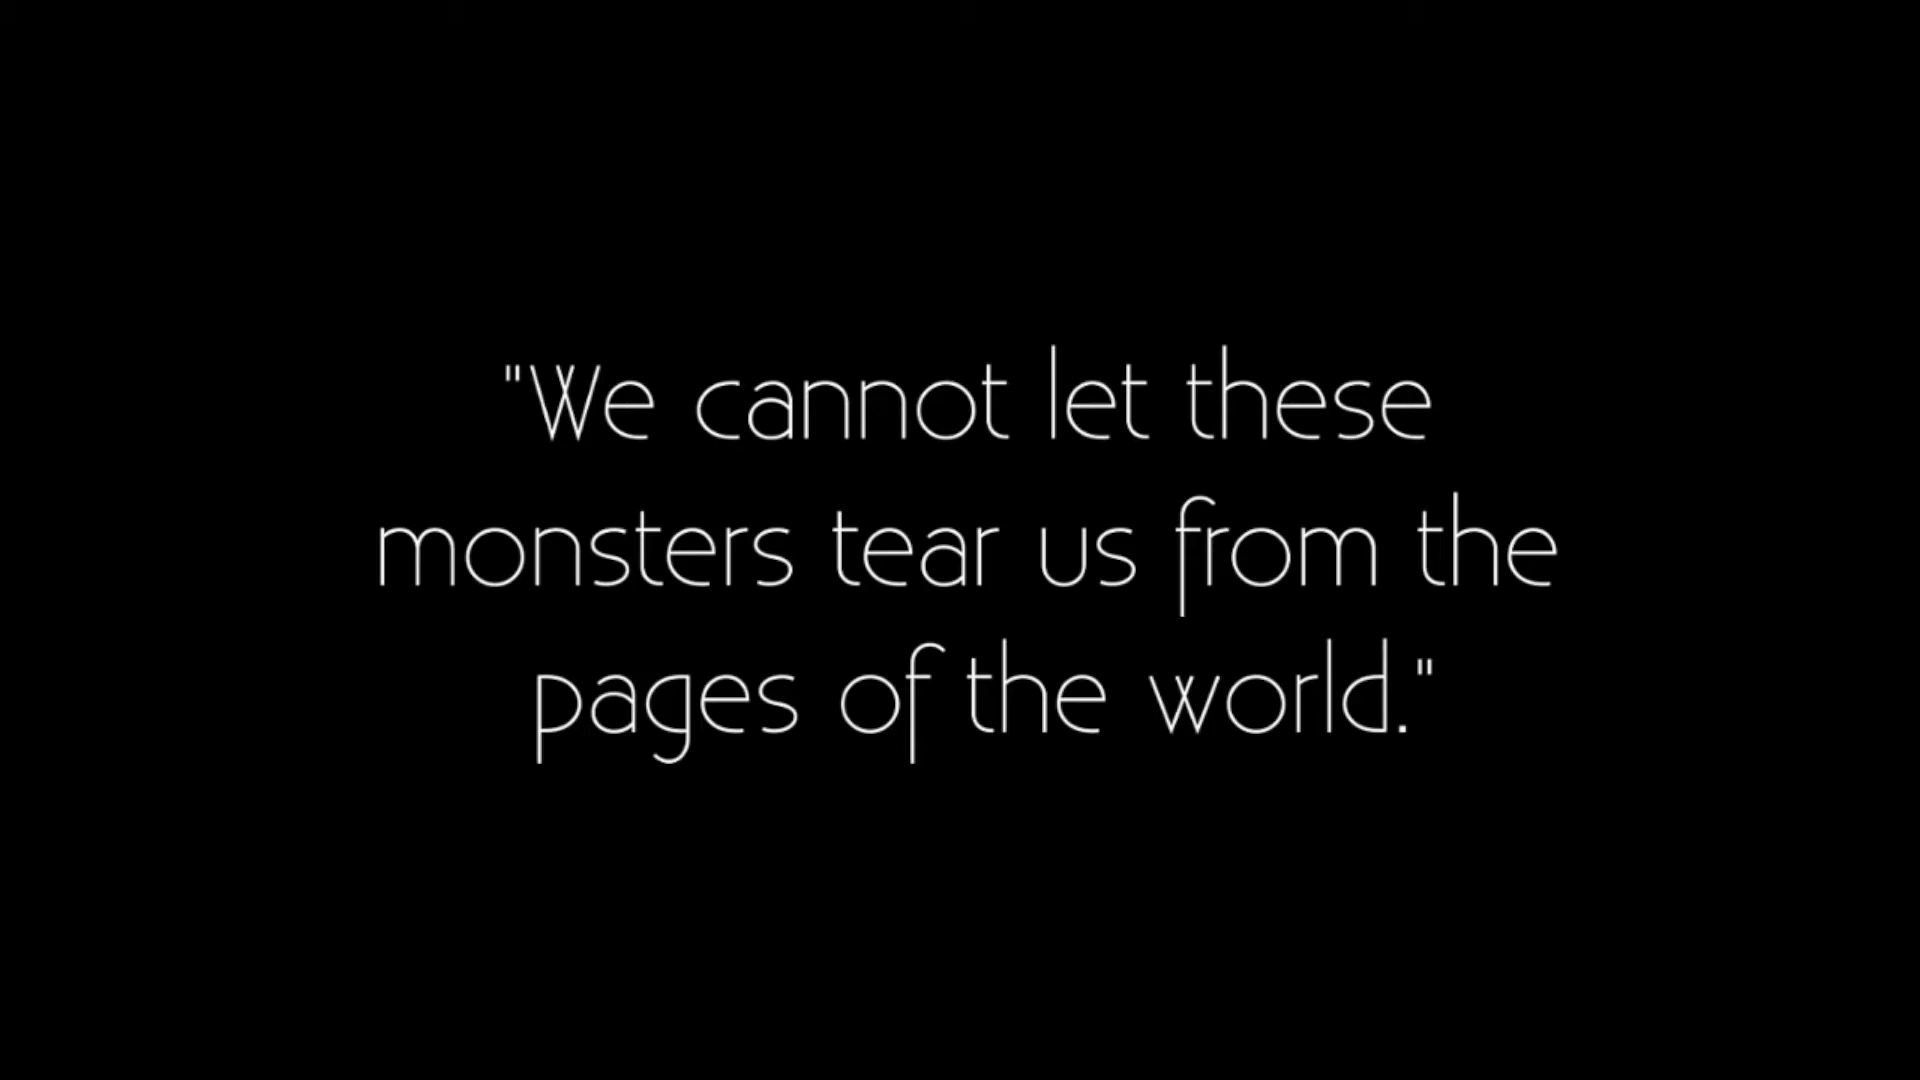 "We cannot let these
monsters tear us from the
pages of the world."